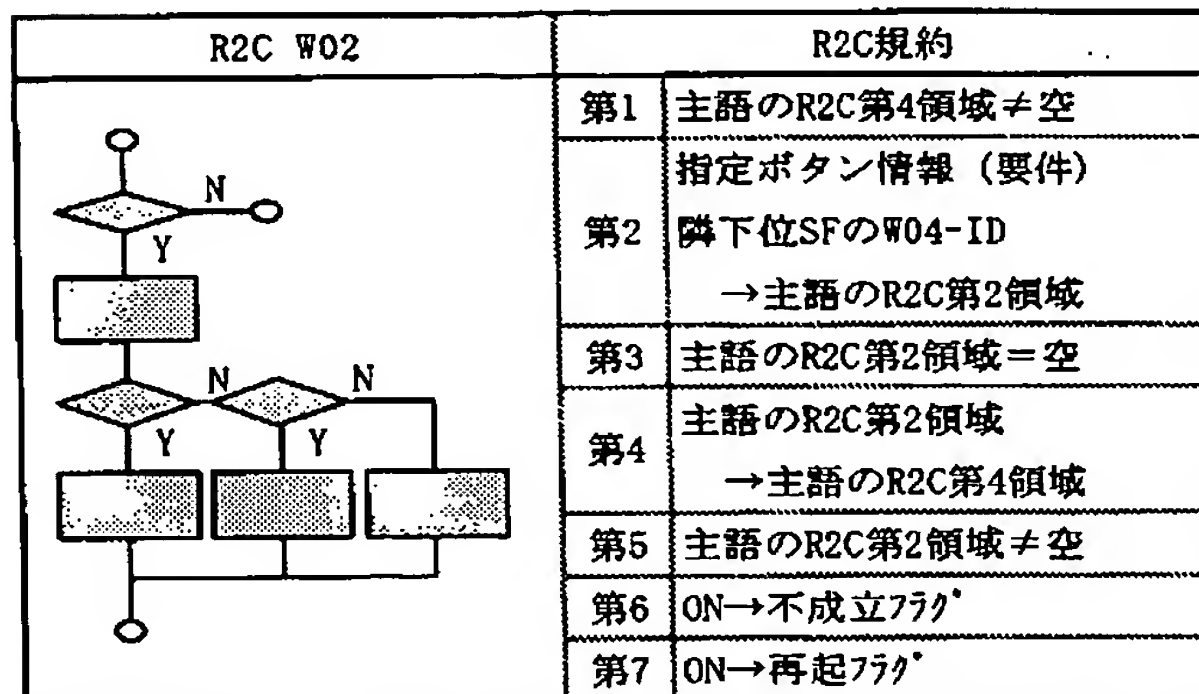 R2C W02
R2C規約
N
Y
N
N
Y
Y
第1 主語のR2C第4領域≠空
第2 指定ボタン情報（要件）
隣下位SFのW04-ID
→主語のR2C第2領域
第3 主語のR2C第2領域＝空
第4 主語のR2C第2領域
→主語のR2C第4領域
第5 主語のR2C第2領域≠空
第6 ON→不成立ﾌﾗｸﾞ
第7 ON→再起ﾌﾗｸﾞ